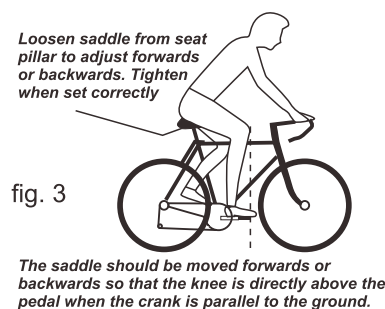 Loosen saddle from seat
pillar to adjust forwards
or backwards. Tighten
when set correctly
fig. 3
The saddle should be moved forwards or
backwards so that the knee is directly above the
pedal when the crank is parallel to the ground.